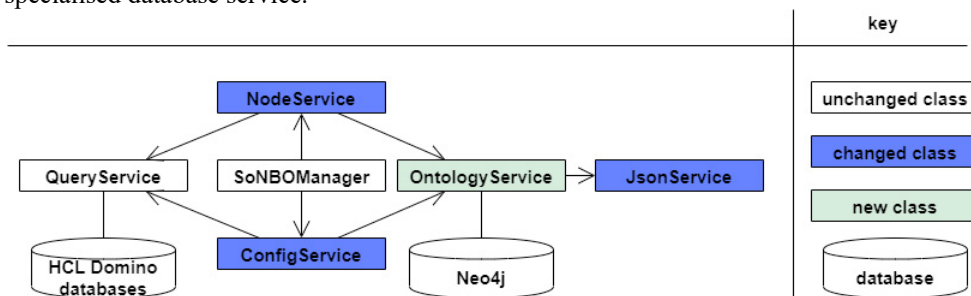 specialised database service.
key
NodeService
unchanged class
QueryService
SoNBOManager
OntologyService
JsonService
changed class
new class
ConfigService
HCL Domino
databases
Neo4j
database